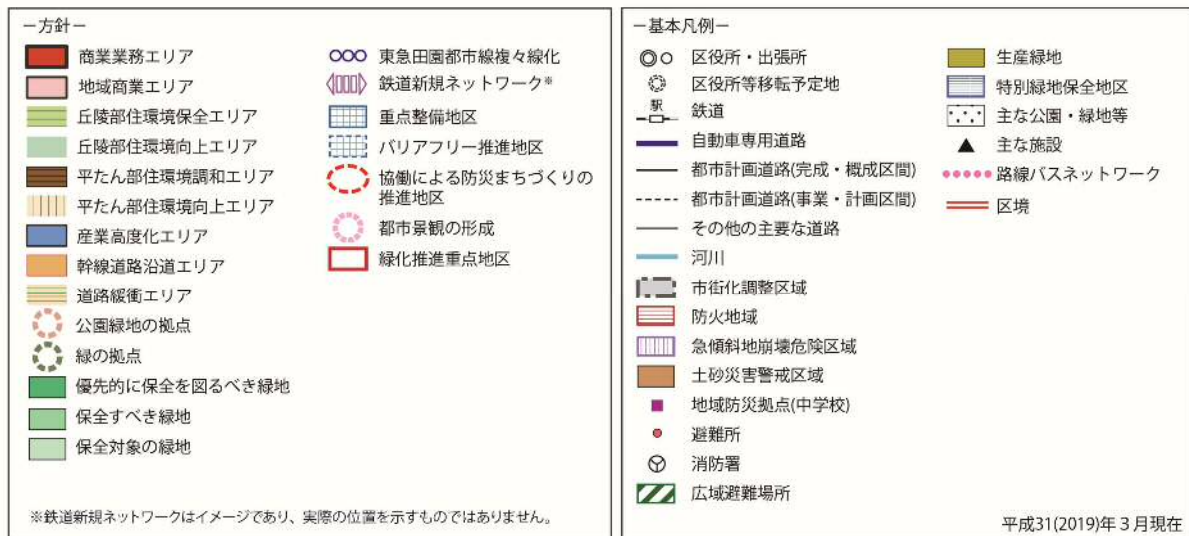 －方針－
商業業務エリア
地域商業エリア
丘陵部住環境保全エリア
丘陵部住環境向上エリア
平たん部住環境調和エリア
平たん部住環境向上エリア
産業高度化エリア
幹線道路沿道エリア
道路緩衝エリア
公園緑地の拠点
緑の拠点
優先的に保全を図るべき緑地
保全すべき緑地
保全対象の緑地
東急田園都市線複々線化
鉄道新規ネットワーク※
重点整備地区
バリアフリー推進地区
協働による防災まちづくりの
推進地区
都市景観の形成
緑化推進重点地区
※鉄道新規ネットワークはイメージであり、実際の位置を示すものではありません。
－基本凡例－
区役所・出張所
区役所等移転予定地
駅
鉄道
自動車専用道路
都市計画道路(完成・概成区間)
都市計画道路(事業・計画区間)
その他の主要な道路
河川
市街化調整区域
防火地域
急傾斜地崩壊危険区域
土砂災害警戒区域
地域防災拠点(中学校)
避難所
消防署
広域避難場所
生産緑地
特別緑地保全地区
主な公園・緑地等
主な施設
路線バスネットワーク
区境
平成31(2019)年３月現在